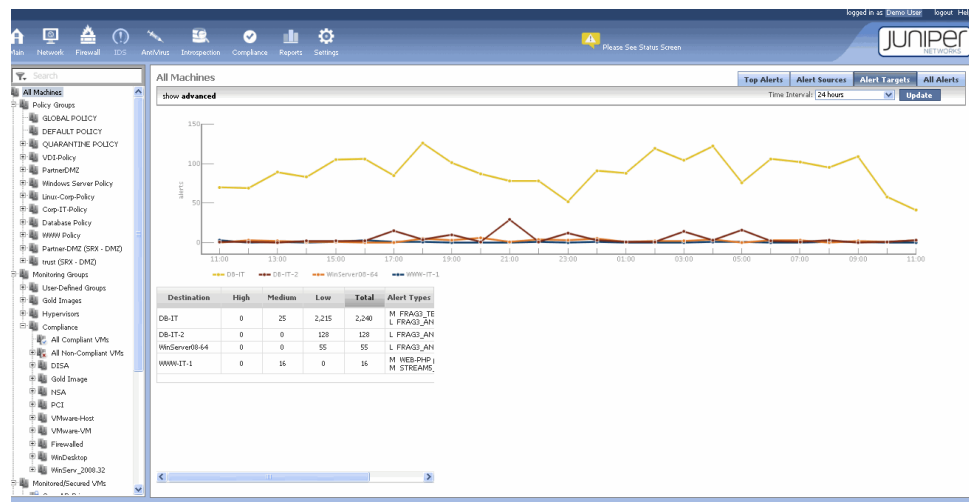 logged in as Demo User logout Hel
Main Network Firewall IDS AntiVirus Introspection Compliance Reports Settings
Please See Status Screen
JUNIPER
NETWORKS
Search
All Machines
Policy Groups
GLOBAL POLICY
DEFAULT POLICY
QUARANTINE POLICY
VDI-Policy
PartnerDMZ
Windows Server Policy
Linux-Corp-Policy
Corp-IT-Policy
Database Policy
WWW Policy
Partner-DMZ (SRX - DMZ)
trust (SRX - DMZ)
Monitoring Groups
User-Defined Groups
Gold Images
Hypervisors
Compliance
All Compliant VMs
All Non-Compliant VMs
DISA
Gold Image
NSA
PCI
VMware-Host
VMware-VM
Firewalled
WinDesktop
WinServ_2008.32
Monitored/Secured VMs
All Machines
Top Alerts Alert Sources Alert Targets All Alerts
show advanced
Time Interval: 24 hours Update
150
100
50
0
alerts
11:00 13:00 15:00 17:00 19:00 21:00 23:00 01:00 03:00 05:00 07:00 09:00 11:00
DB-IT DB-IT-2 WinServer08-64 WWW-IT-1
Destination High Medium Low Total Alert Types
DB-IT 0 25 2,215 2,240 M FRAG3_TE
L FRAG3_AN
DB-IT-2 0 0 128 128 L FRAG3_AN
WinServer08-64 0 0 55 55 L FRAG3_AN
WWW-IT-1 0 16 0 16 M WEB-PHP
M STREAM5_